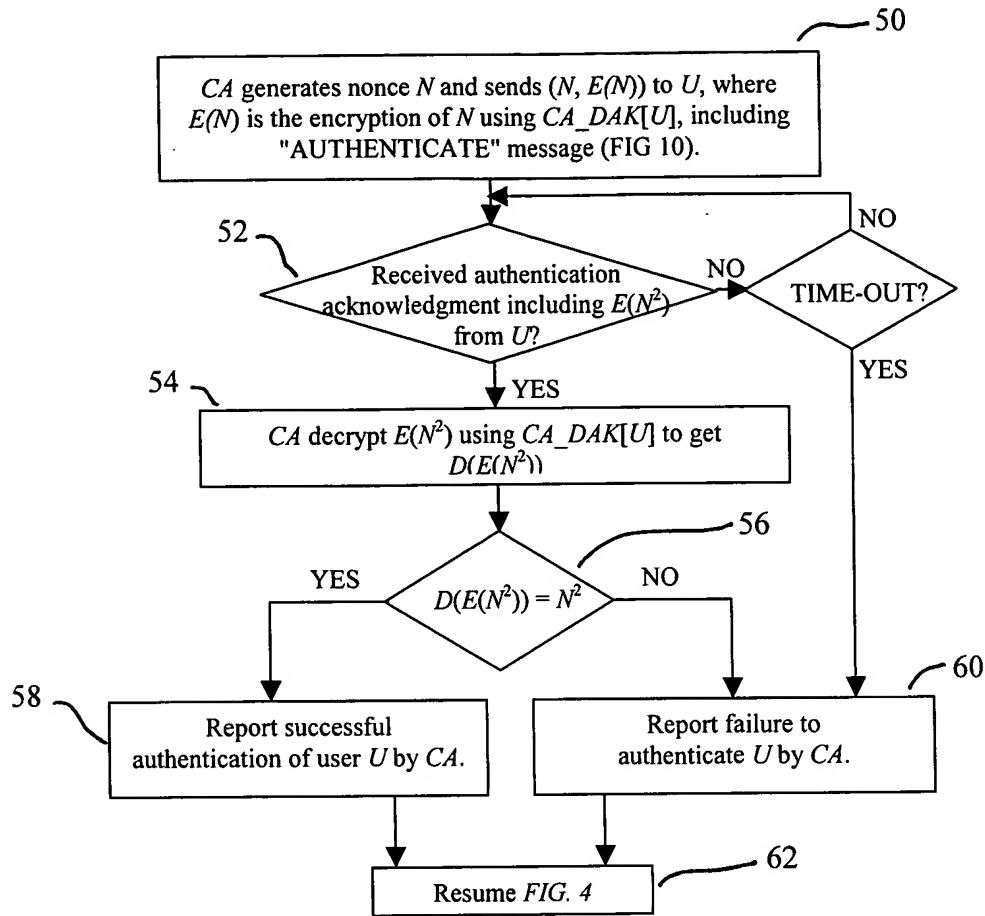 50
CA generates nonce N and sends (N, E(N)) to U, where
E(N) is the encryption of N using CA_DAK[U], including
"AUTHENTICATE" message (FIG 10).
52
Received authentication
acknowledgment including E(N²)
from U?
NO
NO
TIME-OUT?
YES
YES
54
CA decrypt E(N²) using CA_DAK[U] to get
D(E(N²))
56
YES
D(E(N²)) = N²
NO
58
Report successful
authentication of user U by CA.
60
Report failure to
authenticate U by CA.
62
Resume FIG. 4